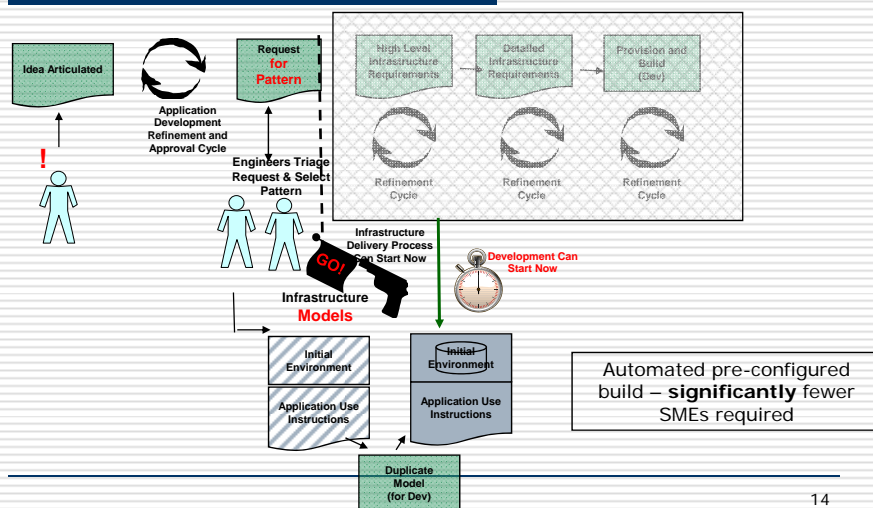 Idea Articulated
Application
Development
Refinement and
Approval Cycle
Request
for
Pattern
High Level
Infrastructure
Requirements
Detailed
Infrastructure
Requirements
Provision and
Build
(Dev)
Refinement
Cycle
Refinement
Cycle
Refinement
Cycle
!
Engineers Triage
Request & Select
Pattern
Infrastructure
Delivery Process
Can Start Now
GO!
Development Can
Start Now
Infrastructure
Models
Initial
Environment
Application Use
Instructions
Initial
Environment
Application Use
Instructions
Duplicate
Model
(for Dev)
Automated pre-configured
build – significantly fewer
SMEs required
14